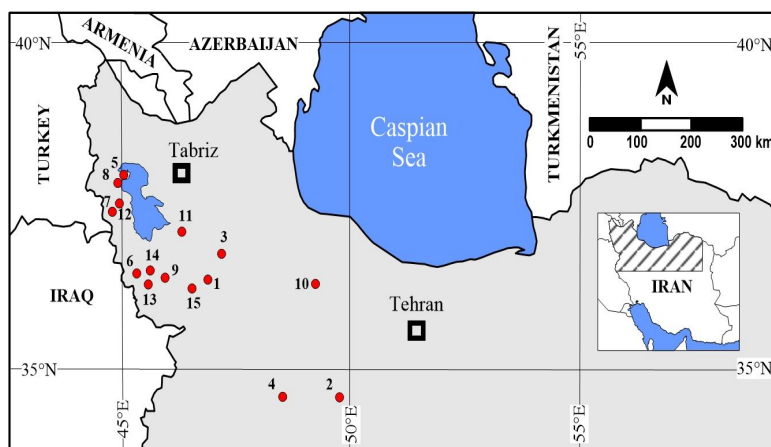 ARMENIA
AZERBAIJAN
40°N
55°E
40°N
TURKEY
TURKMENISTAN
N
0 100 200 300 km
Caspian
Sea
Tabriz
5
8
7
12
11
3
6
14
9
13
15
1
10
IRAQ
Tehran
IRAN
35°N
35°N
4
2
45°E
50°E
55°E